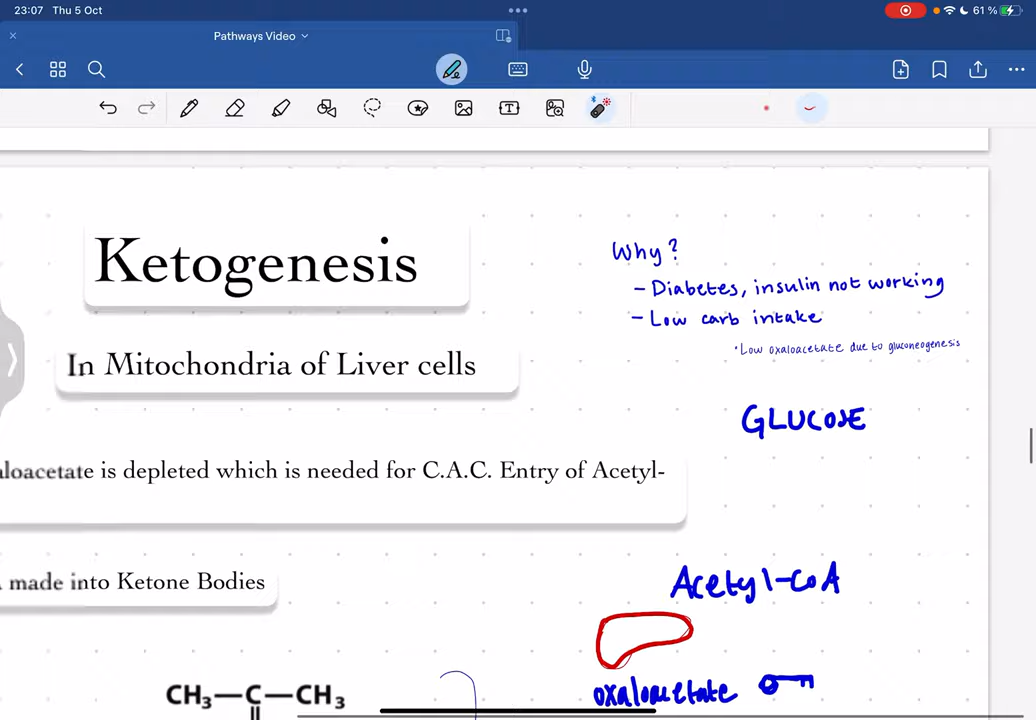 23:07 Thu 5 Oct
61 %
Pathways Video
Ketogenesis
In Mitochondria of Liver cells
Why?
- Diabetes, insulin not working
- Low carb intake
• Low oxaloacetate due to gluconeogenesis
GLUCOSE
aloacetate is depleted which is needed for C.A.C. Entry of Acetyl-
made into Ketone Bodies
Acetyl-CoA
oxaloacetate
CH₃—C—CH₃